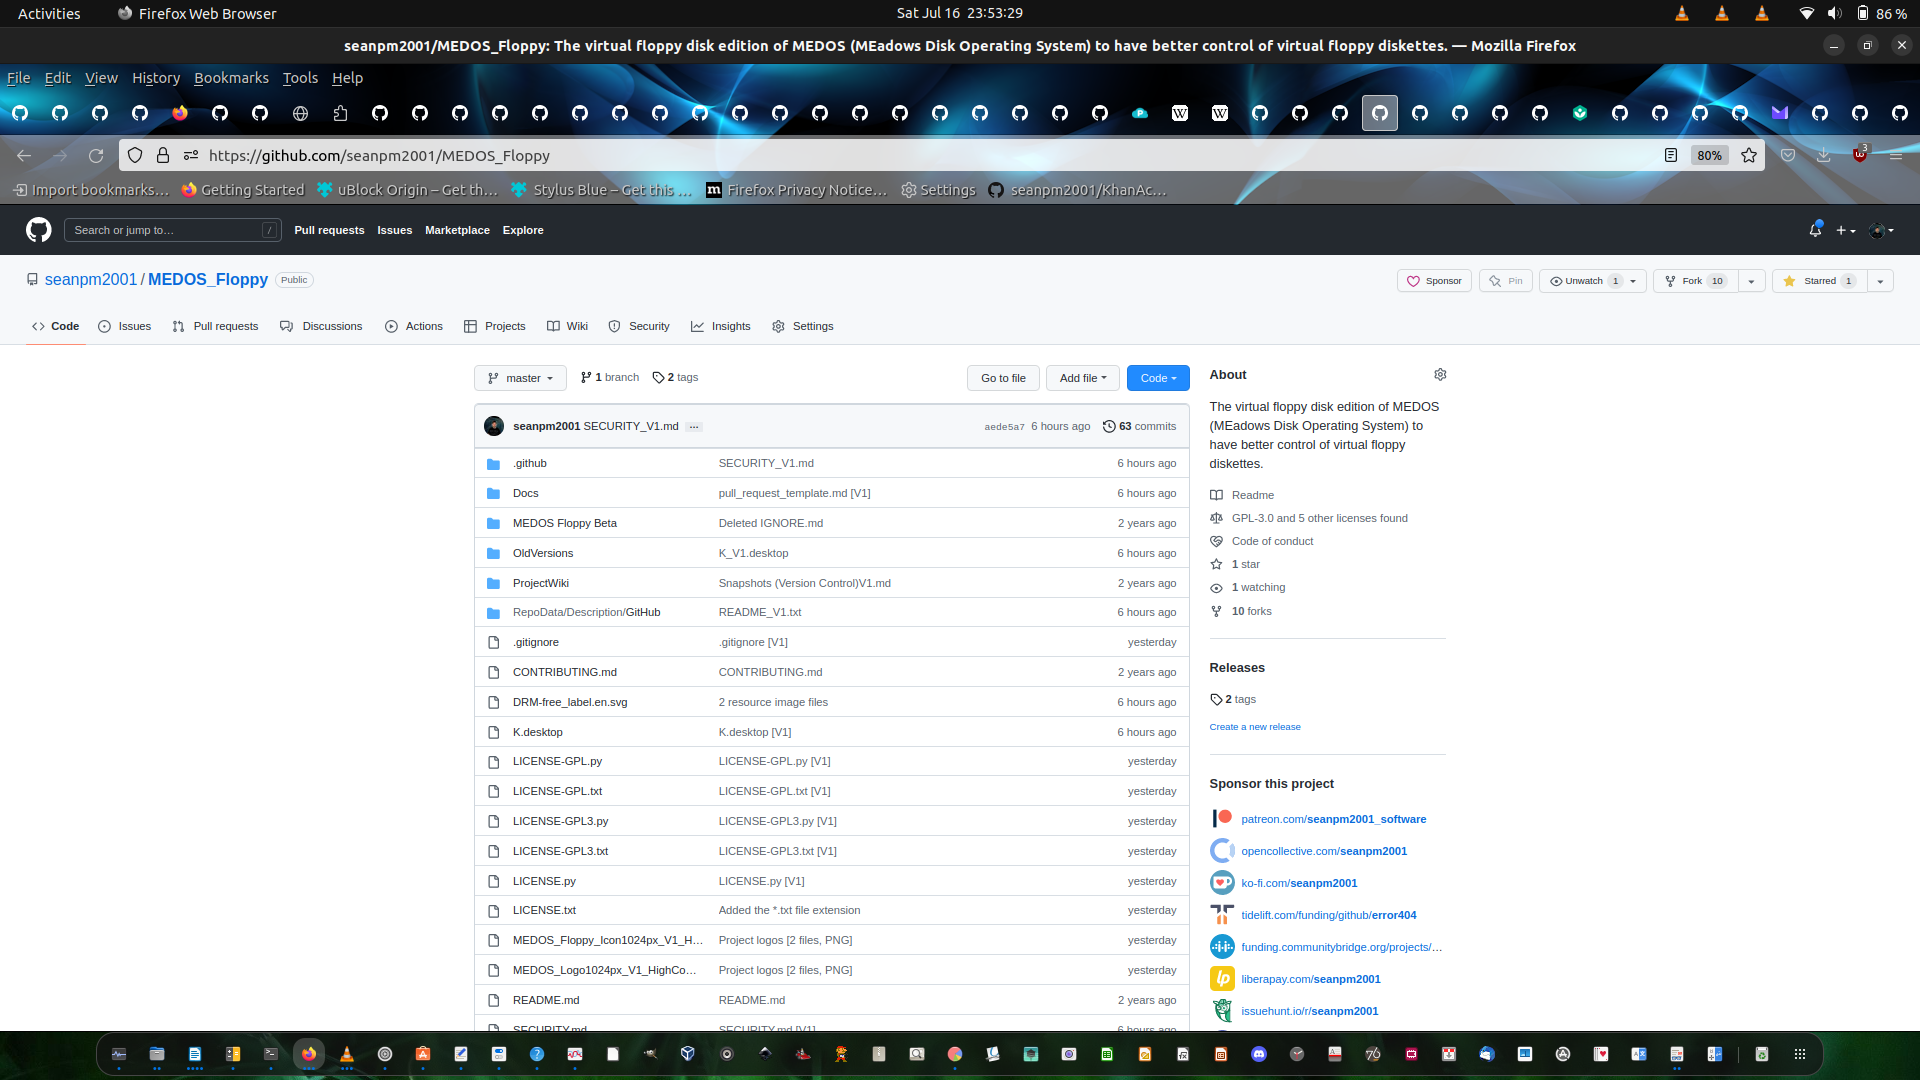 Activities Firefox Web Browser Sat Jul 16 23:53:29 86 %
seanpm2001/MEDOS_Floppy: The virtual floppy disk edition of MEDOS (MEadows Disk Operating System) to have better control of virtual floppy diskettes. — Mozilla Firefox
File Edit View History Bookmarks Tools Help
https://github.com/seanpm2001/MEDOS_Floppy 80% 3
Import bookmarks… Getting Started uBlock Origin – Get th… Stylus Blue – Get this … Firefox Privacy Notice… Settings seanpm2001/KhanAc…
Search or jump to… / Pull requests Issues Marketplace Explore
seanpm2001 / MEDOS_Floppy Public Sponsor Pin Unwatch 1 Fork 10 Starred 1
Code Issues Pull requests Discussions Actions Projects Wiki Security Insights Settings
master 1 branch 2 tags Go to file Add file Code
seanpm2001 SECURITY_V1.md … aede5a7 6 hours ago 63 commits
.github SECURITY_V1.md 6 hours ago
Docs pull_request_template.md [V1] 6 hours ago
MEDOS Floppy Beta Deleted IGNORE.md 2 years ago
OldVersions K_V1.desktop 6 hours ago
ProjectWiki Snapshots (Version Control)V1.md 2 years ago
RepoData/Description/GitHub README_V1.txt 6 hours ago
.gitignore .gitignore [V1] yesterday
CONTRIBUTING.md CONTRIBUTING.md 2 years ago
DRM-free_label.en.svg 2 resource image files 6 hours ago
K.desktop K.desktop [V1] 6 hours ago
LICENSE-GPL.py LICENSE-GPL.py [V1] yesterday
LICENSE-GPL.txt LICENSE-GPL.txt [V1] yesterday
LICENSE-GPL3.py LICENSE-GPL3.py [V1] yesterday
LICENSE-GPL3.txt LICENSE-GPL3.txt [V1] yesterday
LICENSE.py LICENSE.py [V1] yesterday
LICENSE.txt Added the *.txt file extension yesterday
MEDOS_Floppy_Icon1024px_V1_H… Project logos [2 files, PNG] yesterday
MEDOS_Logo1024px_V1_HighCo… Project logos [2 files, PNG] yesterday
README.md README.md 2 years ago
SECURITY.md SECURITY.md [V1] 6 hours ago
About
The virtual floppy disk edition of MEDOS
(MEadows Disk Operating System) to
have better control of virtual floppy
diskettes.
Readme
GPL-3.0 and 5 other licenses found
Code of conduct
1 star
1 watching
10 forks
Releases
2 tags
Create a new release
Sponsor this project
patreon.com/seanpm2001_software
opencollective.com/seanpm2001
ko-fi.com/seanpm2001
tidelift.com/funding/github/error404
funding.communitybridge.org/projects/…
liberapay.com/seanpm2001
issuehunt.io/r/seanpm2001